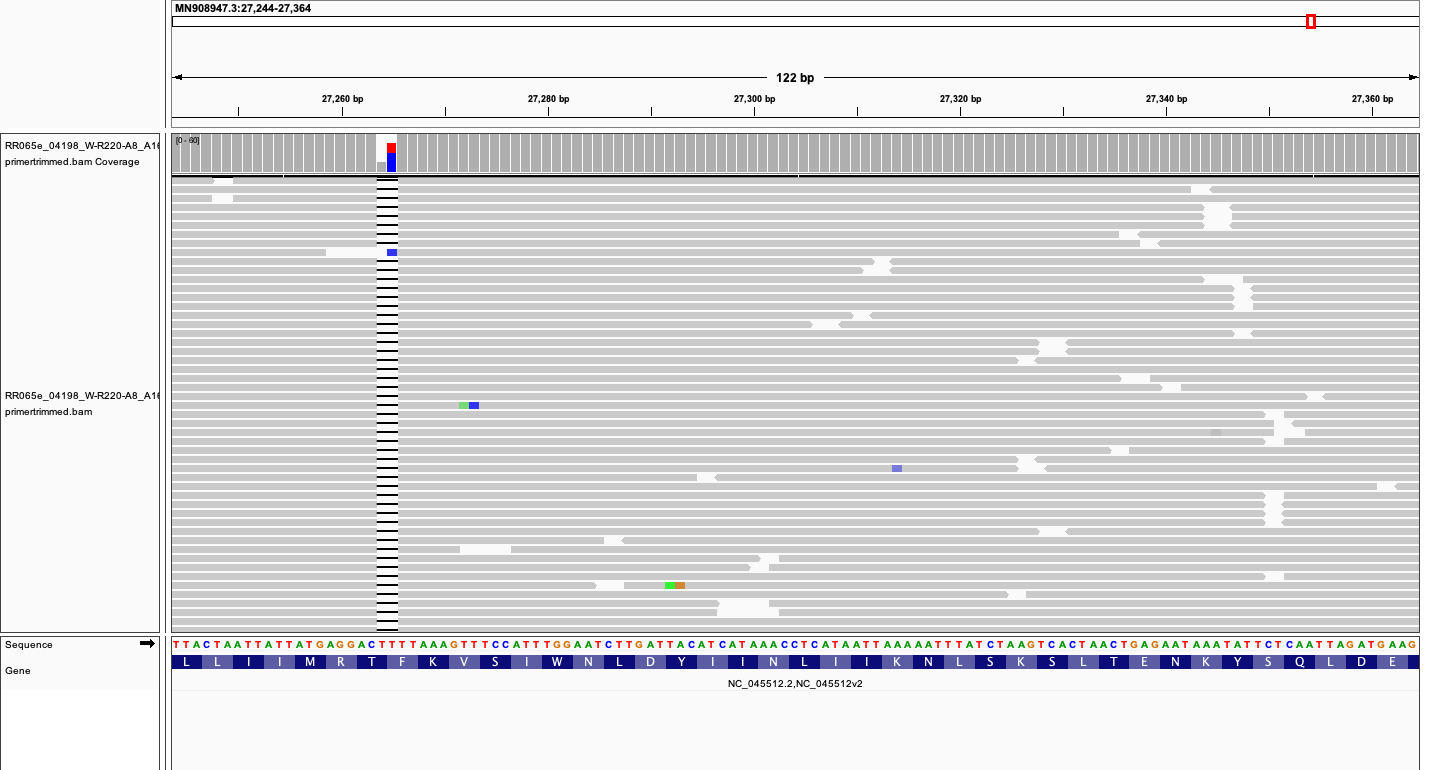 MN908947.3:27,244-27,364
122 bp
27,260 bp 27,280 bp 27,300 bp 27,320 bp 27,340 bp 27,360 bp
RR065e_04198_W-R220-A8_A16
primertrimmed.bam Coverage
[0 - 60]
RR065e_04198_W-R220-A8_A16
primertrimmed.bam
Sequence
TTACTAATTATTATGAGGACTTTTAAAGTTTCCATTTGGAATCTTGATTACATCATAAACCTCATAATTAAAAATTTATCTAAGTCACTAACTGAGAATAAATATTCTCAATTAGATGAAG
Gene
L L I I M R T F K V S I W N L D Y I I N L I I K N L S K S L T E N K Y S Q L D E
NC_045512.2,NC_045512v2